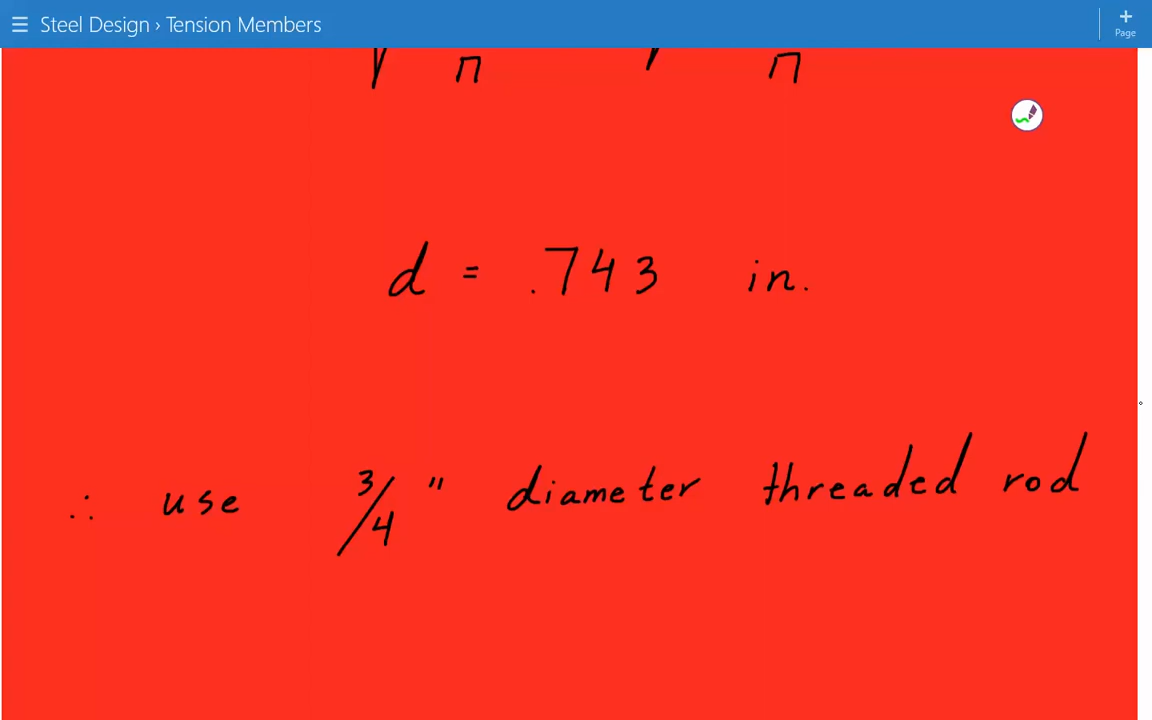 Steel Design › Tension Members
Page
π π
d = .743 in.
∴ use 3/4 " diameter threaded rod